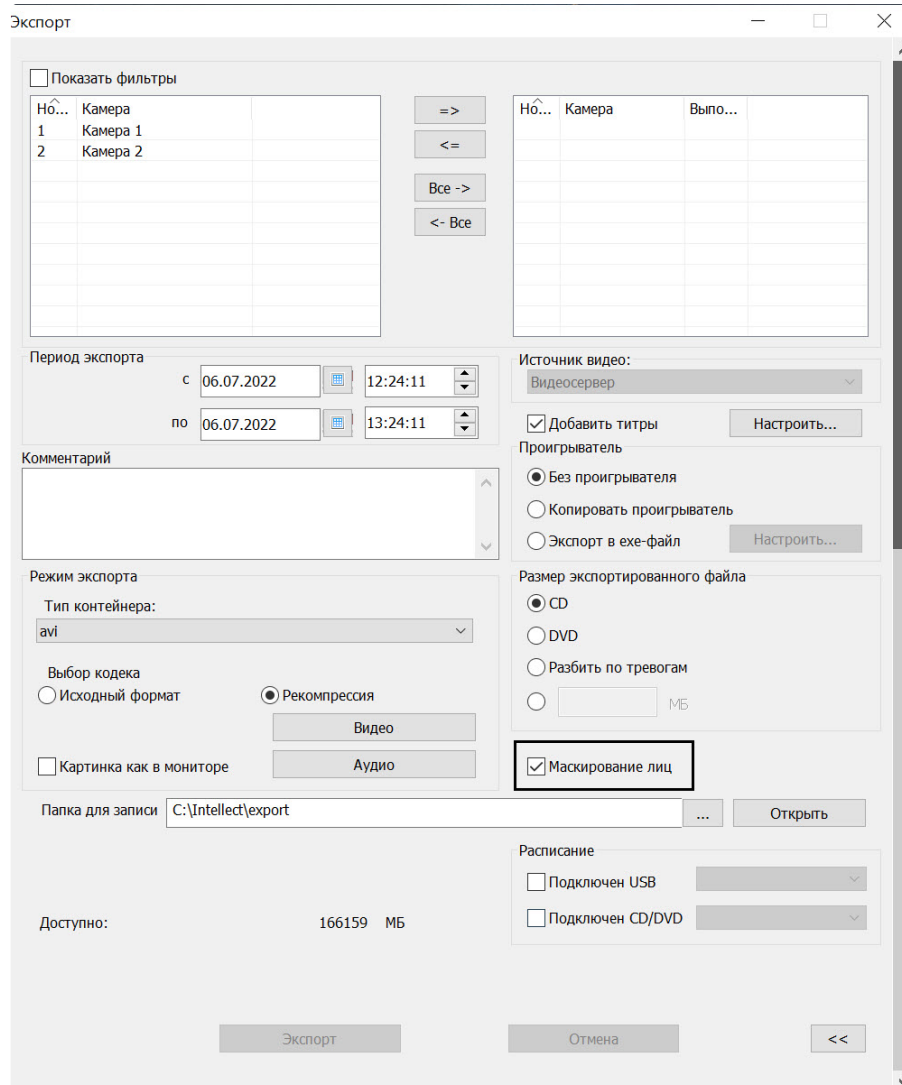 Экспорт
Показать фильтры
Но... Камера
1 Камера 1
2 Камера 2
=>
<=
Все ->
<- Все
Но... Камера Выпо...
Период экспорта
с 06.07.2022 12:24:11
по 06.07.2022 13:24:11
Комментарий
Источник видео:
Видеосервер
Добавить титры Настроить...
Проигрыватель
Без проигрывателя
Копировать проигрыватель
Экспорт в exe-файл Настроить...
Режим экспорта
Тип контейнера:
avi
Выбор кодека
Исходный формат Рекомпрессия
Видео
Картинка как в мониторе Аудио
Размер экспортированного файла
CD
DVD
Разбить по тревогам
МБ
Маскирование лиц
Папка для записи C:\Intellect\export ... Открыть
Расписание
Подключен USB
Подключен CD/DVD
Доступно: 166159 МБ
Экспорт Отмена <<